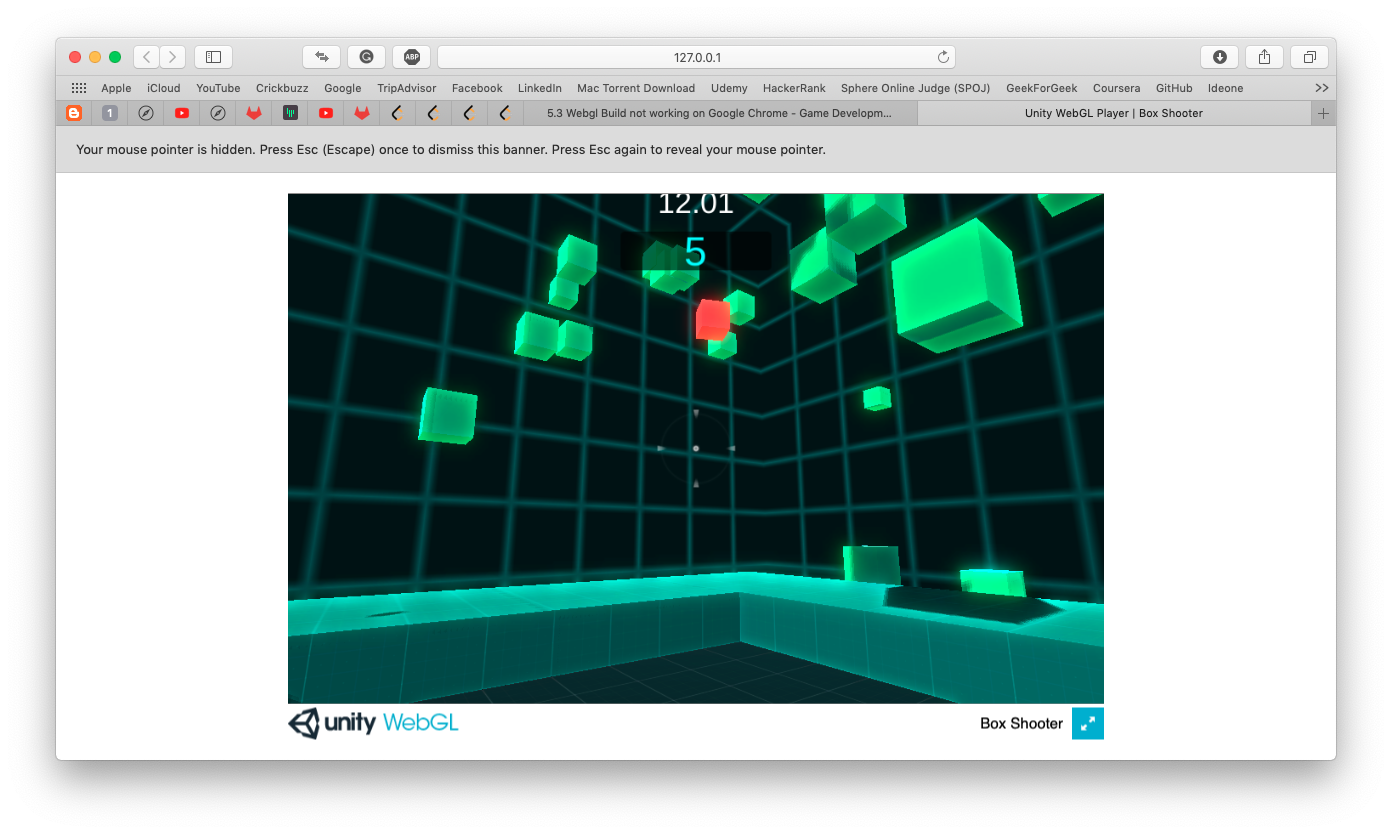 127.0.0.1
ABP
Apple iCloud YouTube Crickbuzz Google TripAdvisor Facebook LinkedIn Mac Torrent Download Udemy HackerRank Sphere Online Judge (SPOJ) GeekForGeek Coursera GitHub Ideone
1 5.3 Webgl Build not working on Google Chrome - Game Developm... Unity WebGL Player | Box Shooter
Your mouse pointer is hidden. Press Esc (Escape) once to dismiss this banner. Press Esc again to reveal your mouse pointer.
12.01
5
unity WebGL
Box Shooter